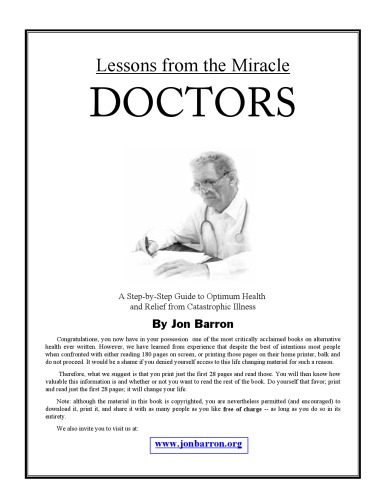 Lessons from the Miracle
DOCTORS
A Step-by-Step Guide to Optimum Health
and Relief from Catastrophic Illness
By Jon Barron
Congratulations, you now have in your possession one of the most critically acclaimed books on alternative
health ever written. However, we have learned from experience that despite the best of intentions most people
when confronted with either reading 180 pages on screen, or printing those pages on their home printer, balk and
do not proceed. It would be a shame if you denied yourself access to this life changing material for such a reason.
Therefore, what we suggest is that you print just the first 28 pages and read those. You will then know how
valuable this information is and whether or not you want to read the rest of the book. Do yourself that favor; print
and read just the first 28 pages; it will change your life.
Note: although the material in this book is copyrighted, you are nevertheless permitted (and encouraged) to
download it, print it, and share it with as many people as you like free of charge -- as long as you do so in its
entirety.
We also invite you to visit us at:
www.jonbarron.org